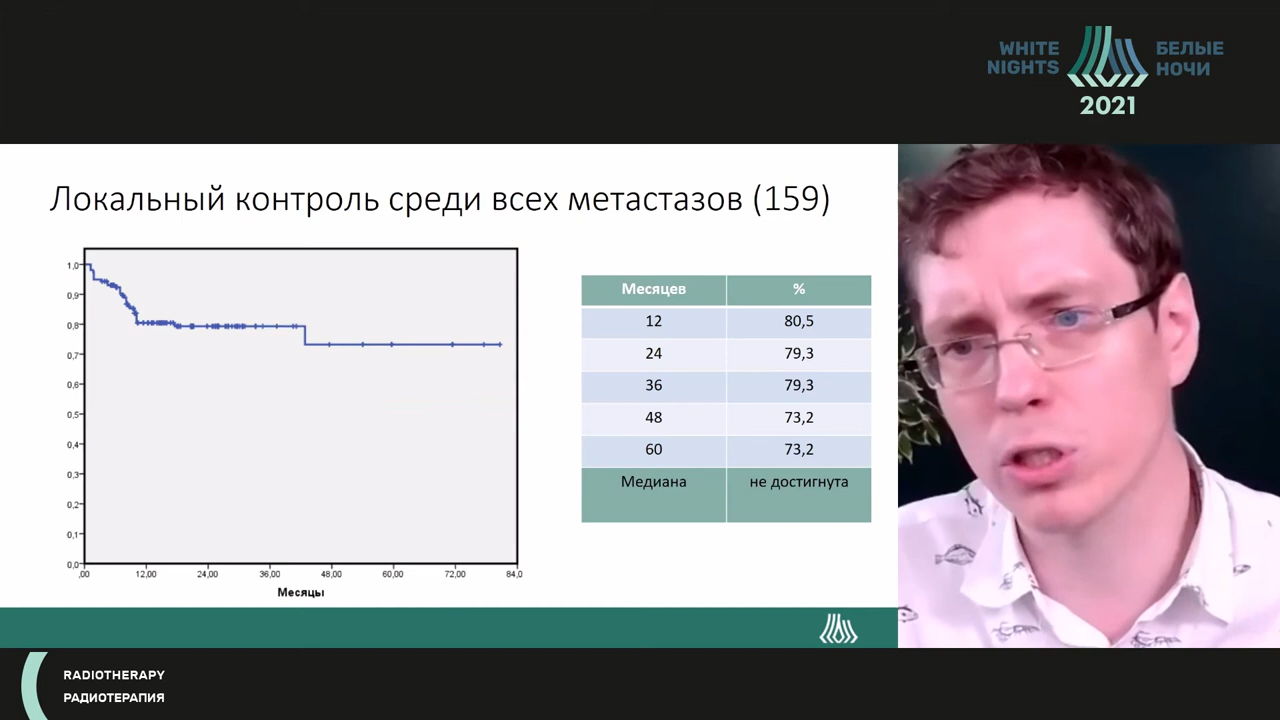 WHITE
NIGHTS
БЕЛЫЕ
НОЧИ
2021
Локальный контроль среди всех метастазов (159)
1,0
0,9
0,8
0,7
0,6
0,5
0,4
0,3
0,2
0,1
0,0
,00 12,00 24,00 36,00 48,00 60,00 72,00 84,0
Месяцы
Месяцев %
12 80,5
24 79,3
36 79,3
48 73,2
60 73,2
Медиана не достигнута
RADIOTHERAPY
РАДИОТЕРАПИЯ